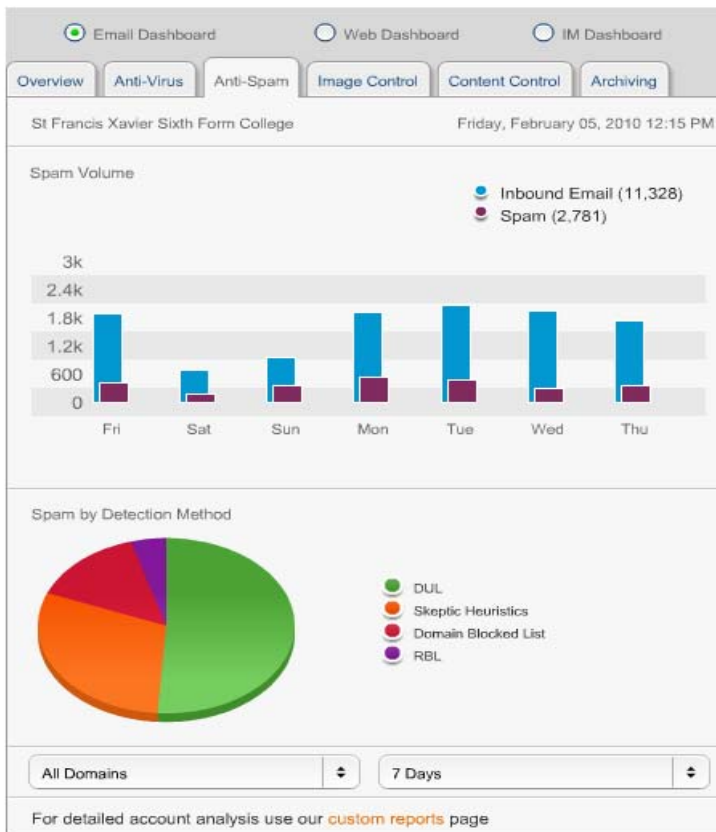 Email Dashboard Web Dashboard IM Dashboard
Overview Anti-Virus Anti-Spam Image Control Content Control Archiving
St Francis Xavier Sixth Form College Friday, February 05, 2010 12:15 PM
Spam Volume
Inbound Email (11,328)
Spam (2,781)
3k
2.4k
1.8k
1.2k
600
0
Fri Sat Sun Mon Tue Wed Thu
Spam by Detection Method
DUL
Skeptic Heuristics
Domain Blocked List
RBL
All Domains 7 Days
For detailed account analysis use our custom reports page